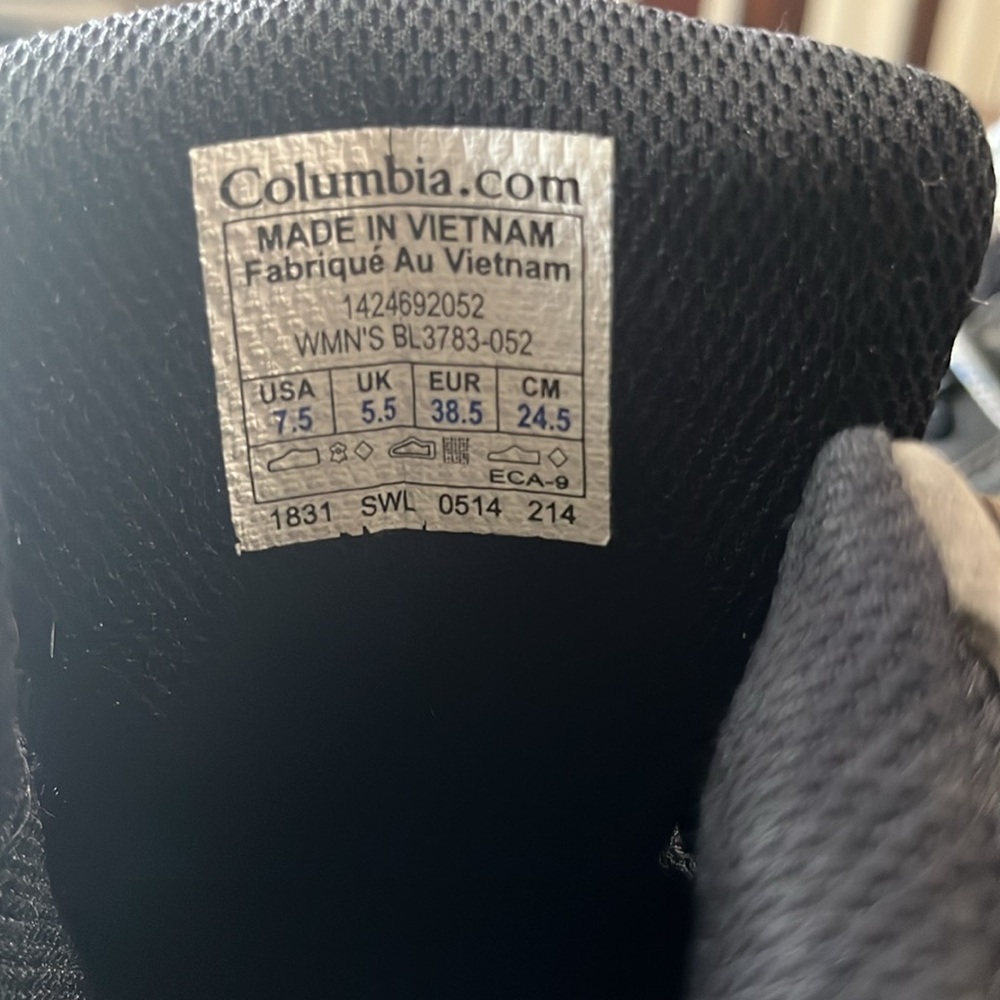 Columbia.com
MADE IN VIETNAM
Fabriqué Au Vietnam
1424692052
WMN'S BL3783-052
USA UK EUR CM
7.5 5.5 38.5 24.5
ECA-9
1831 SWL 0514 214